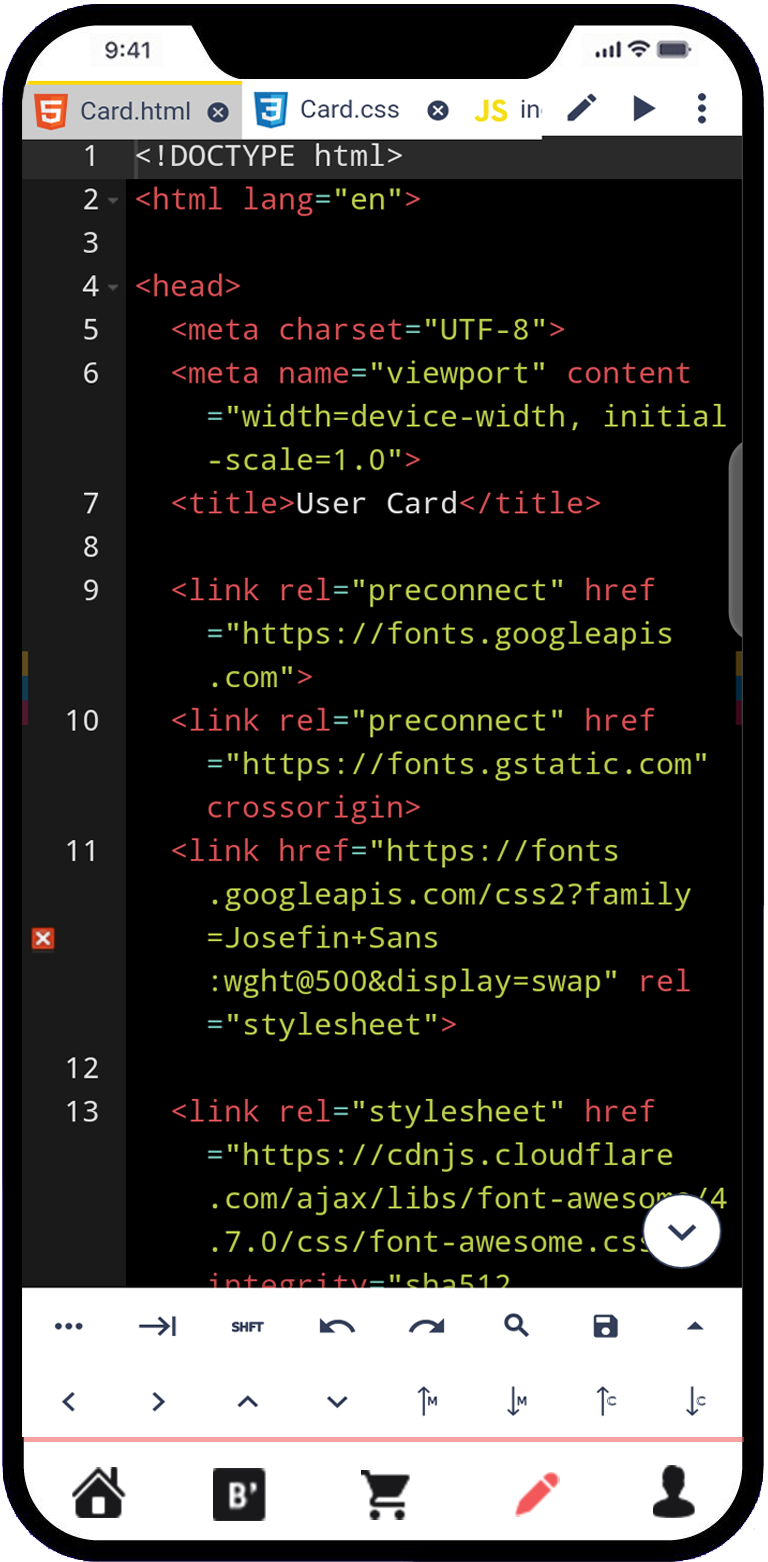 9:41
Card.html Card.css JS in
1 <!DOCTYPE html>
2 <html lang="en">
3
4 <head>
5 <meta charset="UTF-8">
6 <meta name="viewport" content
="width=device-width, initial
-scale=1.0">
7 <title>User Card</title>
8
9 <link rel="preconnect" href
="https://fonts.googleapis
.com">
10 <link rel="preconnect" href
="https://fonts.gstatic.com"
crossorigin>
11 <link href="https://fonts
.googleapis.com/css2?family
=Josefin+Sans
:wght@500&display=swap" rel
="stylesheet">
12
13 <link rel="stylesheet" href
="https://cdnjs.cloudflare
.com/ajax/libs/font-awesome/4
.7.0/css/font-awesome.css
integrity="sha512
SHFT
M M C C
B'